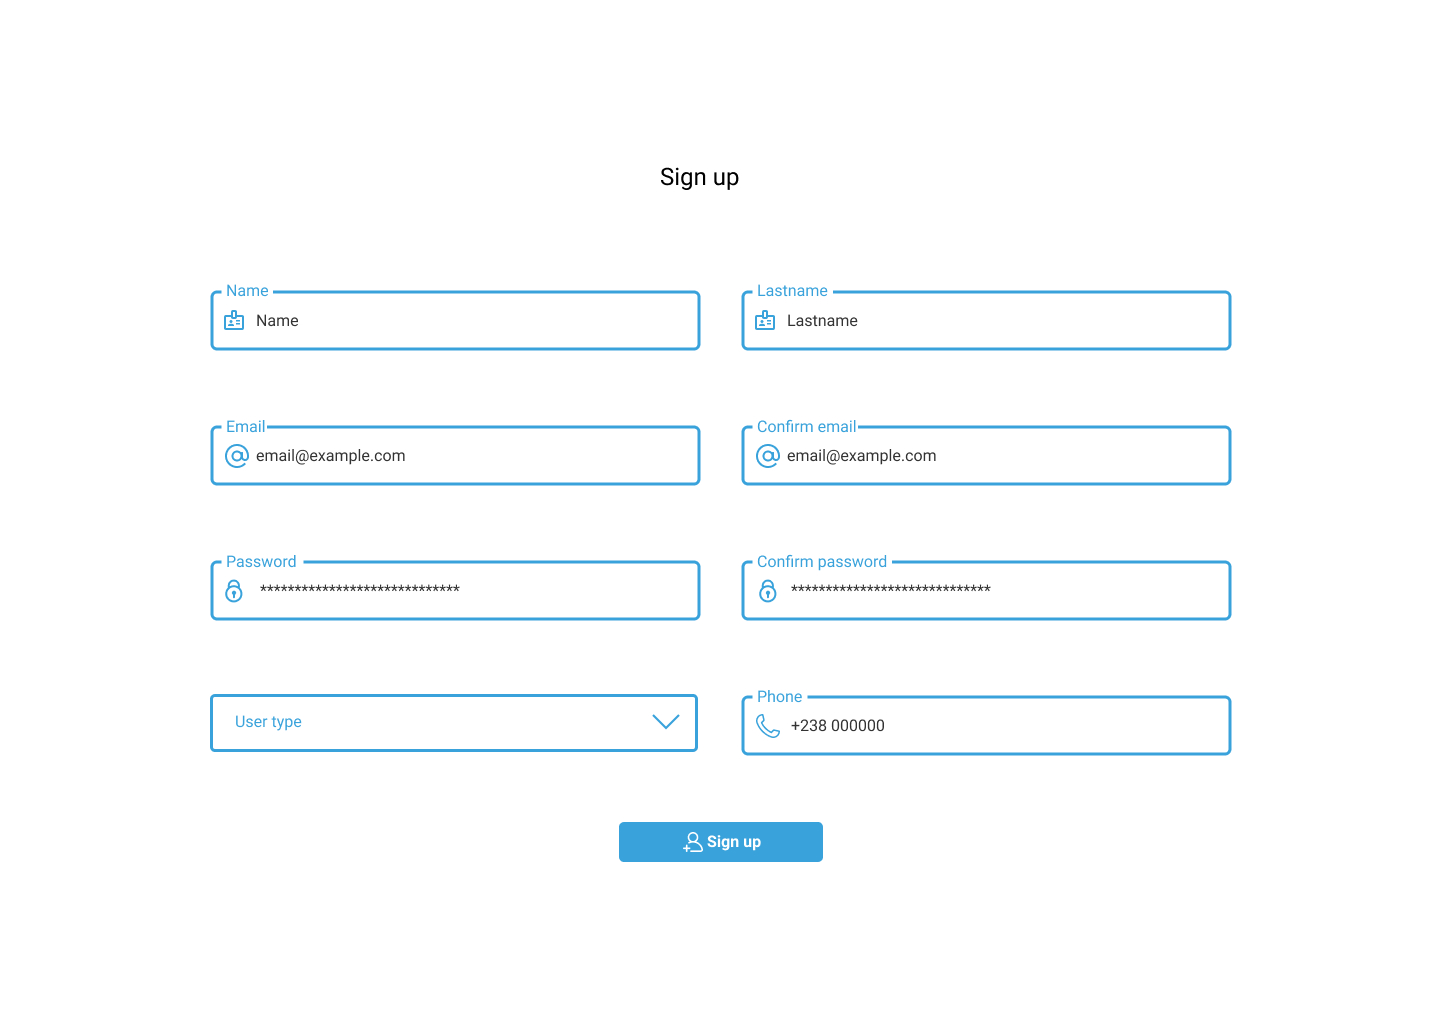 Sign up
Name
Name
Lastname
Lastname
Email
email@example.com
Confirm email
email@example.com
Password
*****************************
Confirm password
*****************************
User type
Phone
+238 000000
Sign up